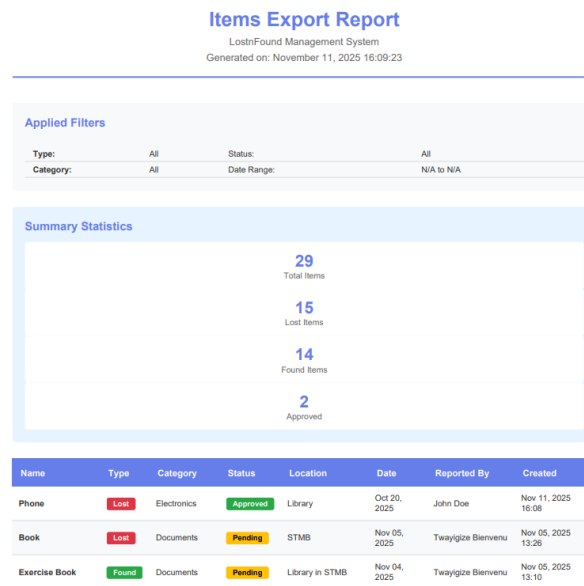 Items Export Report
LostnFound Management System
Generated on: November 11, 2025 16:09:23
Applied Filters
Type: All Status: All
Category: All Date Range: N/A to N/A
Summary Statistics
29
Total Items
15
Lost Items
14
Found Items
2
Approved
Name Type Category Status Location Date Reported By Created
Phone Lost Electronics Approved Library Oct 20, 2025 John Doe Nov 11, 2025 16:08
Book Lost Documents Pending STMB Nov 05, 2025 Twayigize Bienvenu Nov 05, 2025 13:26
Exercise Book Found Documents Pending Library in STMB Nov 04, 2025 Twayigize Bienvenu Nov 05, 2025 13:10